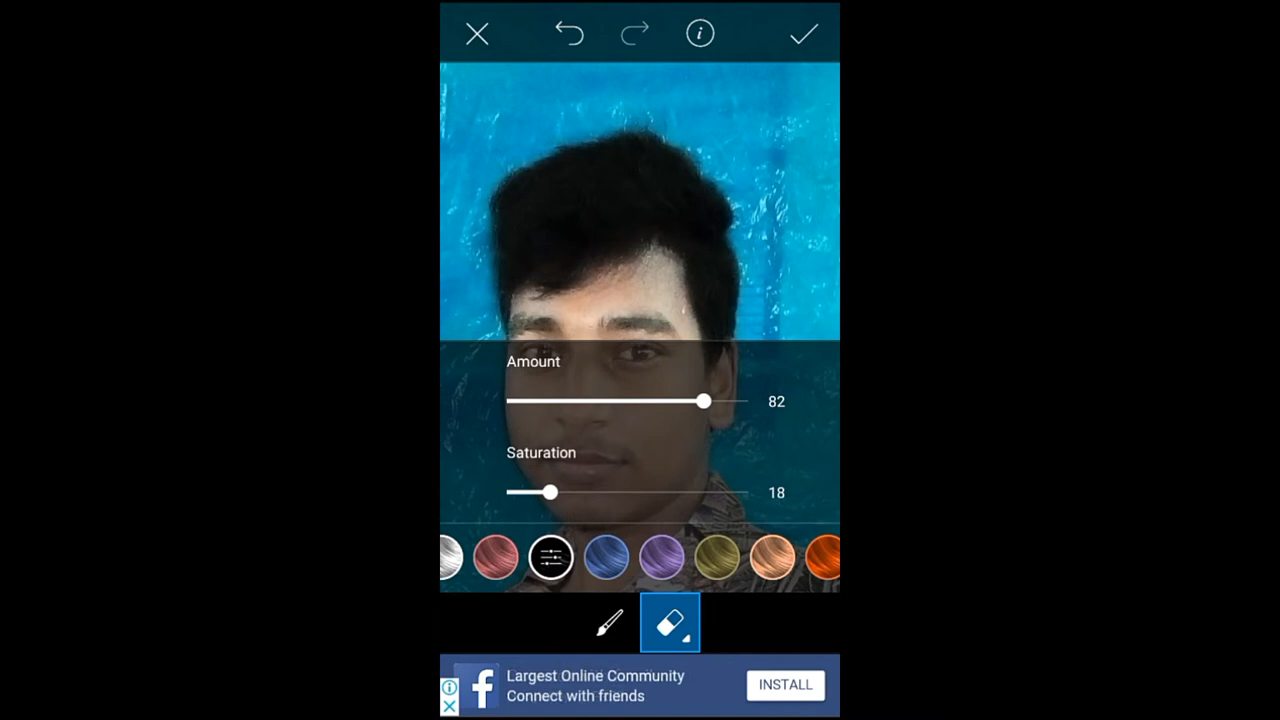 Amount
82
Saturation
18
Largest Online Community
Connect with friends
INSTALL